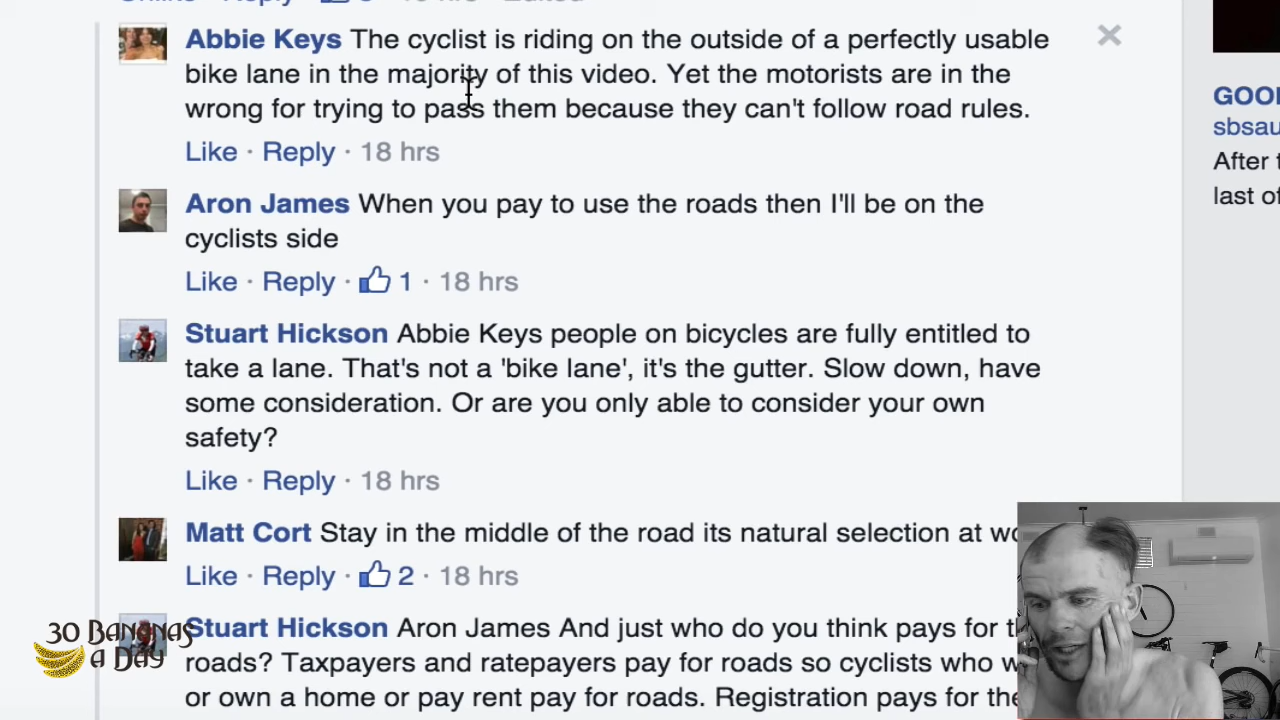 Abbie Keys The cyclist is riding on the outside of a perfectly usable
bike lane in the majority of this video. Yet the motorists are in the
wrong for trying to pass them because they can't follow road rules.
Like · Reply · 18 hrs
Aron James When you pay to use the roads then I'll be on the
cyclists side
Like · Reply · 1 · 18 hrs
Stuart Hickson Abbie Keys people on bicycles are fully entitled to
take a lane. That's not a 'bike lane', it's the gutter. Slow down, have
some consideration. Or are you only able to consider your own
safety?
Like · Reply · 18 hrs
Matt Cort Stay in the middle of the road its natural selection at
Like · Reply · 2 · 18 hrs
Stuart Hickson Aron James And just who do you think pays for
roads? Taxpayers and ratepayers pay for roads so cyclists who
or own a home or pay rent pay for roads. Registration pays for
30 Bananas
a Day
sbsau
After
last of